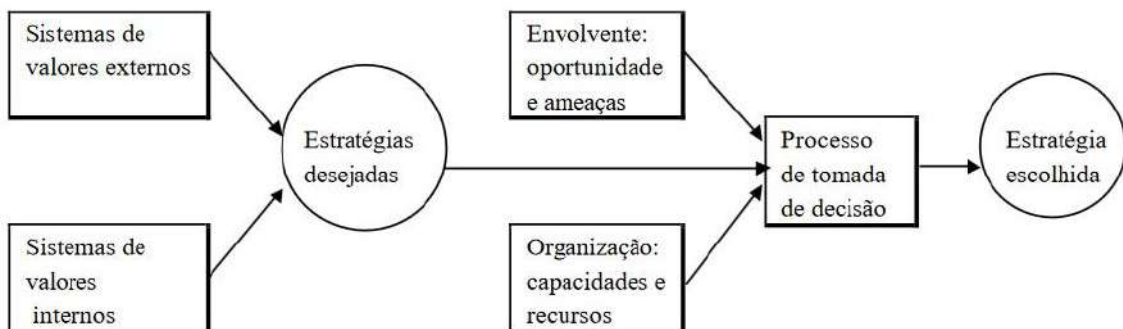 Sistemas de
valores externos
Envolvente:
oportunidade
e ameaças
Estratégias
desejadas
Processo
de tomada
de decisão
Estratégia
escolhida
Sistemas de
valores
internos
Organização:
capacidades e
recursos